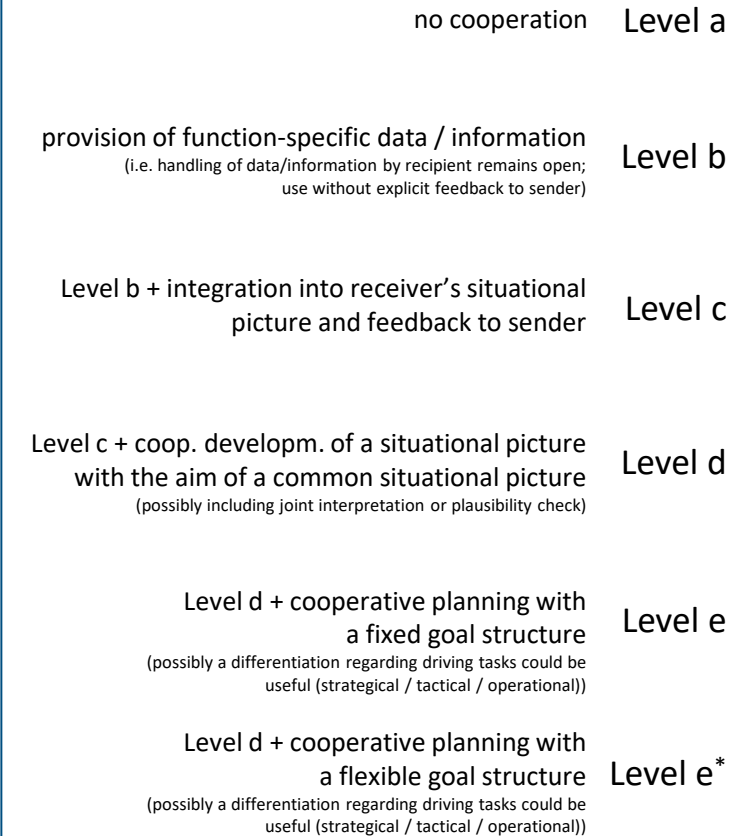 no cooperation Level a
provision of function-specific data / information
(i.e. handling of data/information by recipient remains open;
use without explicit feedback to sender)
Level b
Level b + integration into receiver's situational
picture and feedback to sender
Level c
Level c + coop. developm. of a situational picture
with the aim of a common situational picture
(possibly including joint interpretation or plausibility check)
Level d
Level d + cooperative planning with
a fixed goal structure
(possibly a differentiation regarding driving tasks could be
useful (strategical / tactical / operational))
Level e
Level d + cooperative planning with
a flexible goal structure
(possibly a differentiation regarding driving tasks could be
useful (strategical / tactical / operational))
Level e*